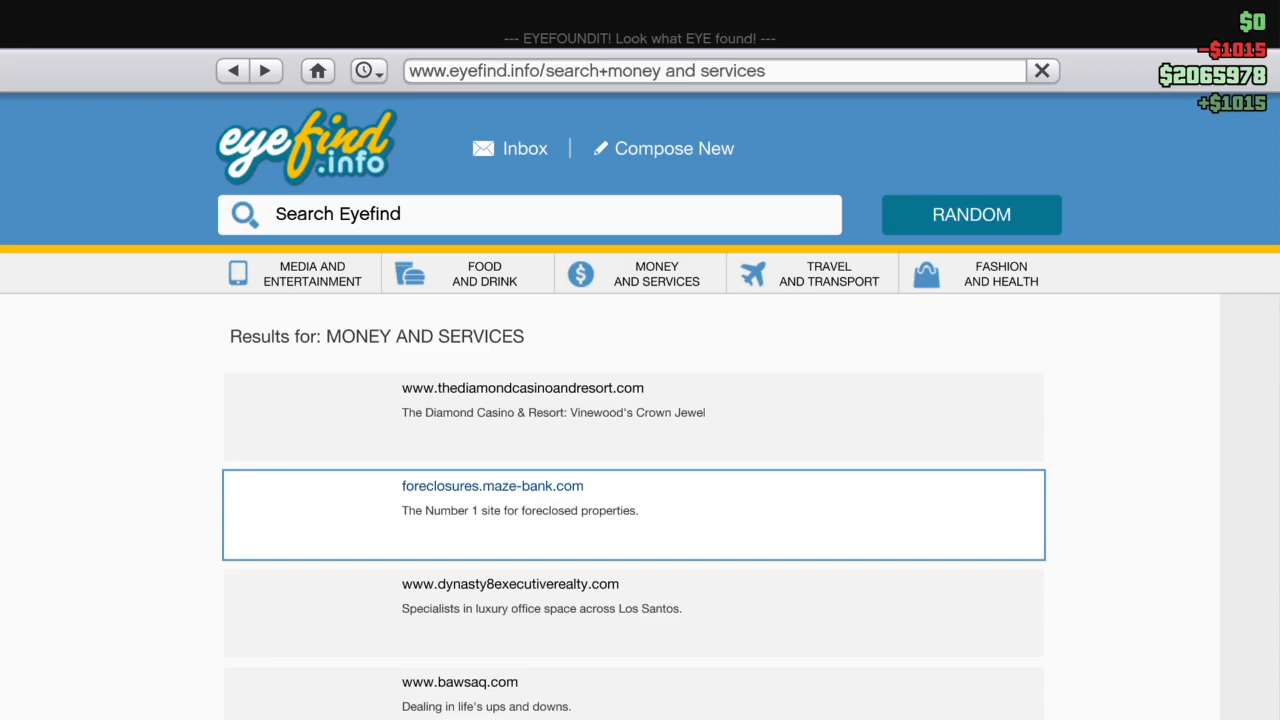 --- EYEFOUNDIT! Look what EYE found! ---
$0
-$1015
$2065978
+$1015
www.eyefind.info/search+money and services
eyefind.info
Inbox | Compose New
Search Eyefind
RANDOM
MEDIA AND
ENTERTAINMENT
FOOD
AND DRINK
MONEY
AND SERVICES
TRAVEL
AND TRANSPORT
FASHION
AND HEALTH
Results for: MONEY AND SERVICES
www.thediamondcasinoandresort.com
The Diamond Casino & Resort: Vinewood's Crown Jewel
foreclosures.maze-bank.com
The Number 1 site for foreclosed properties.
www.dynasty8executiverealty.com
Specialists in luxury office space across Los Santos.
www.bawsaq.com
Dealing in life's ups and downs.